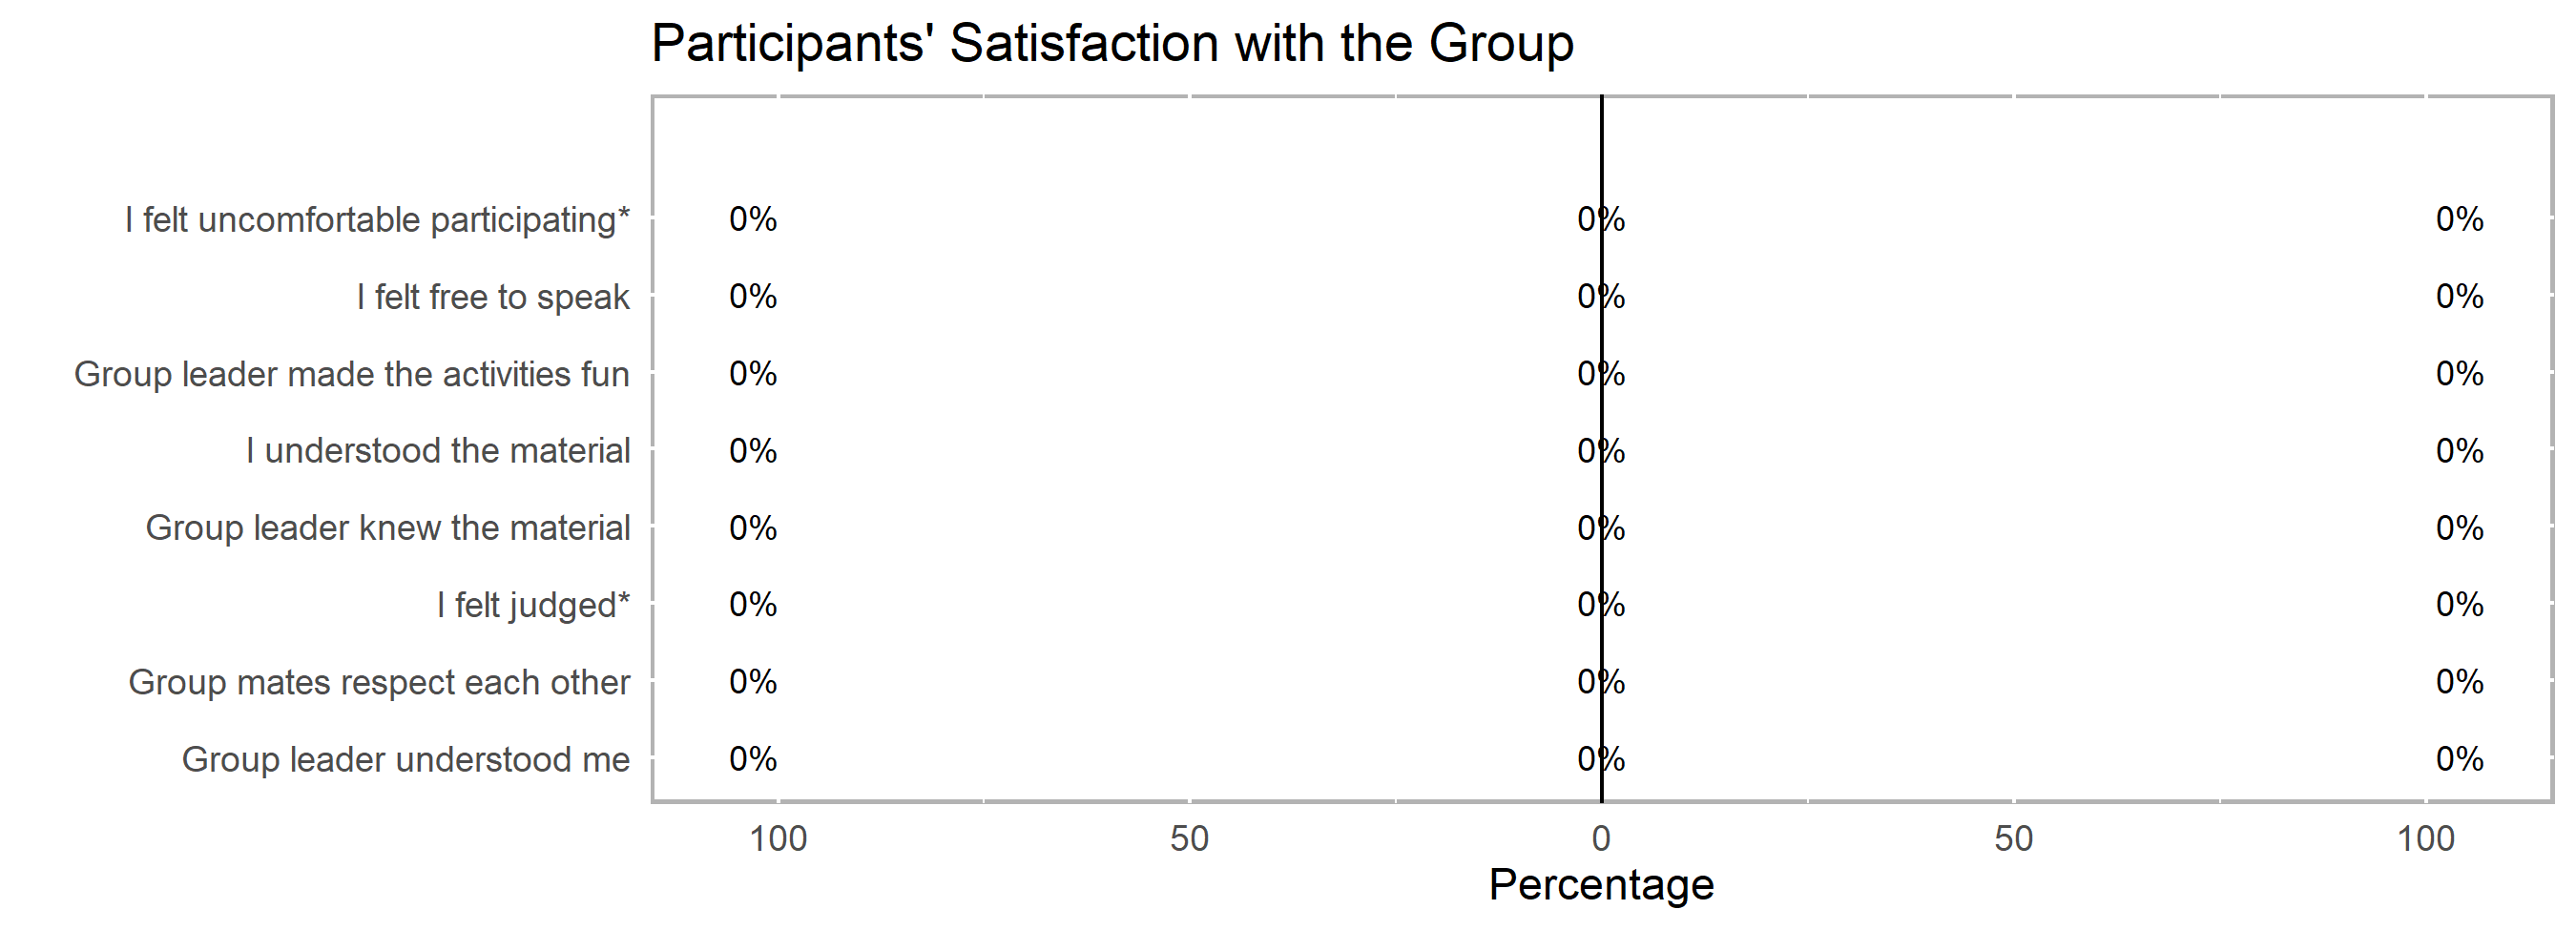 Participants' Satisfaction with the Group
I felt uncomfortable participating* 0% 0% 0%
I felt free to speak 0% 0% 0%
Group leader made the activities fun 0% 0% 0%
I understood the material 0% 0% 0%
Group leader knew the material 0% 0% 0%
I felt judged* 0% 0% 0%
Group mates respect each other 0% 0% 0%
Group leader understood me 0% 0% 0%
100 50 0 50 100
Percentage